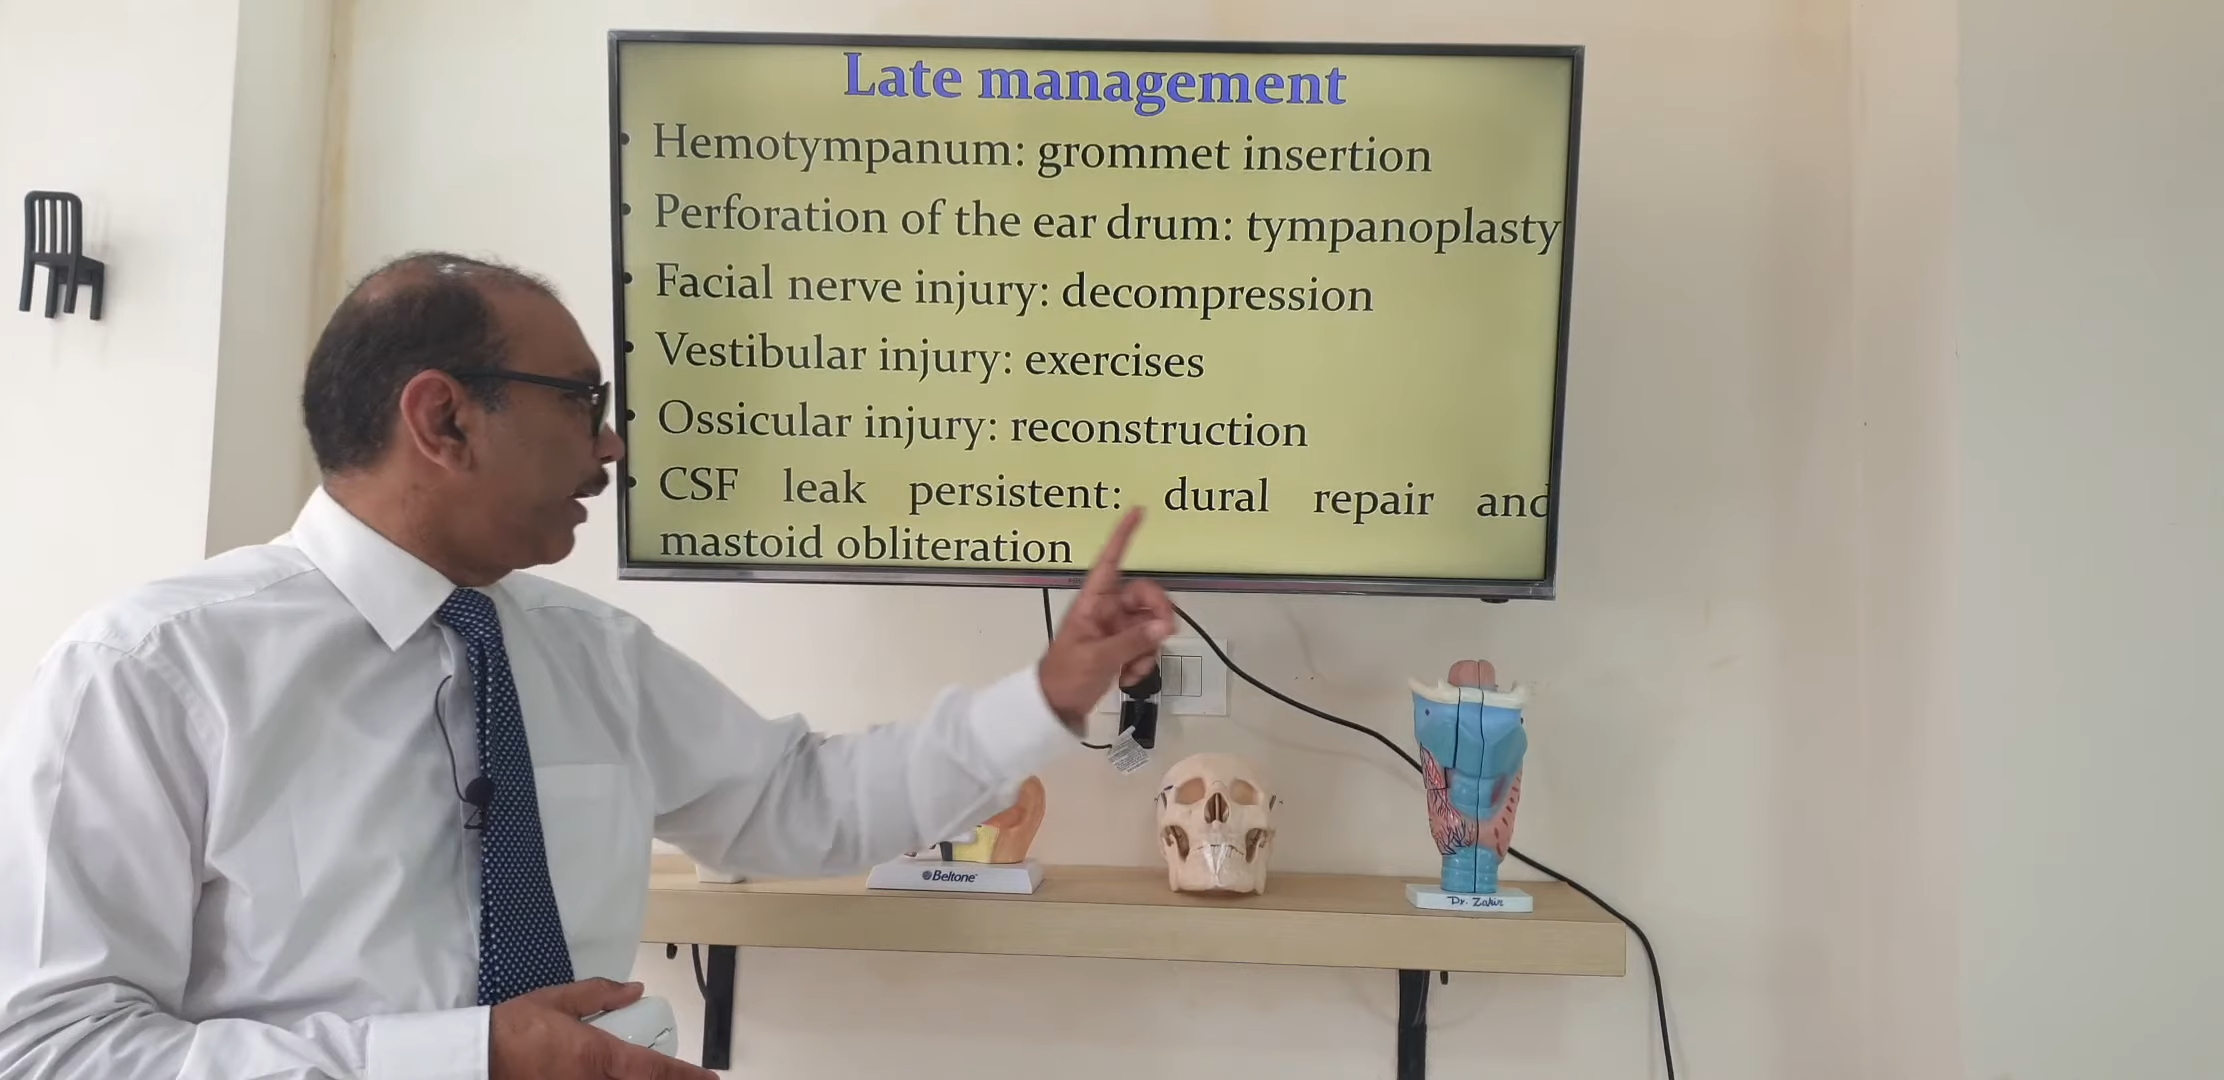 Late management
• Hemotympanum: grommet insertion
• Perforation of the ear drum: tympanoplasty
• Facial nerve injury: decompression
• Vestibular injury: exercises
• Ossicular injury: reconstruction
• CSF leak persistent: dural repair and
mastoid obliteration
Beltone
Dr. Zakir